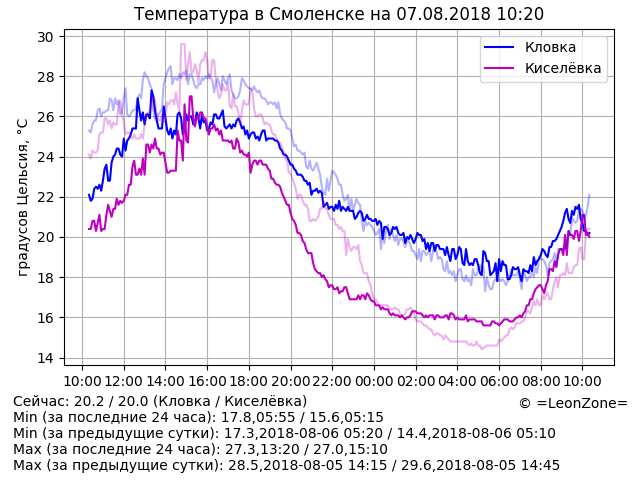 Температура в Смоленске на 07.08.2018 10:20
градусов Цельсия, °C
30
28
26
24
22
20
18
16
14
Кловка
Киселёвка
10:00 12:00 14:00 16:00 18:00 20:00 22:00 00:00 02:00 04:00 06:00 08:00 10:00
Сейчас: 20.2 / 20.0 (Кловка / Киселёвка)
© =LeonZone=
Min (за последние 24 часа): 17.8,05:55 / 15.6,05:15
Min (за предыдущие сутки): 17.3,2018-08-06 05:20 / 14.4,2018-08-06 05:10
Max (за последние 24 часа): 27.3,13:20 / 27.0,15:10
Max (за предыдущие сутки): 28.5,2018-08-05 14:15 / 29.6,2018-08-05 14:45